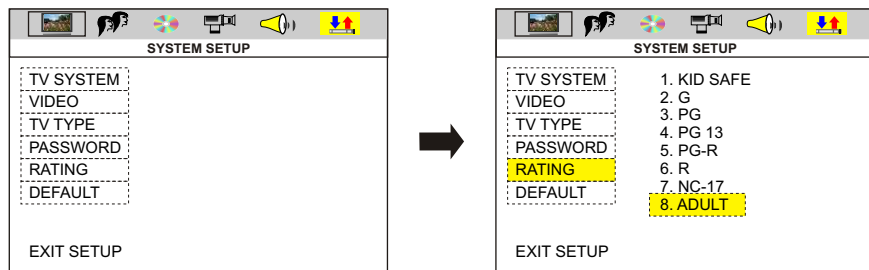 SYSTEM SETUP
TV SYSTEM
VIDEO
TV TYPE
PASSWORD
RATING
DEFAULT
EXIT SETUP
SYSTEM SETUP
TV SYSTEM
VIDEO
TV TYPE
PASSWORD
RATING
DEFAULT
1. KID SAFE
2. G
3. PG
4. PG 13
5. PG-R
6. R
7. NC-17
8. ADULT
EXIT SETUP